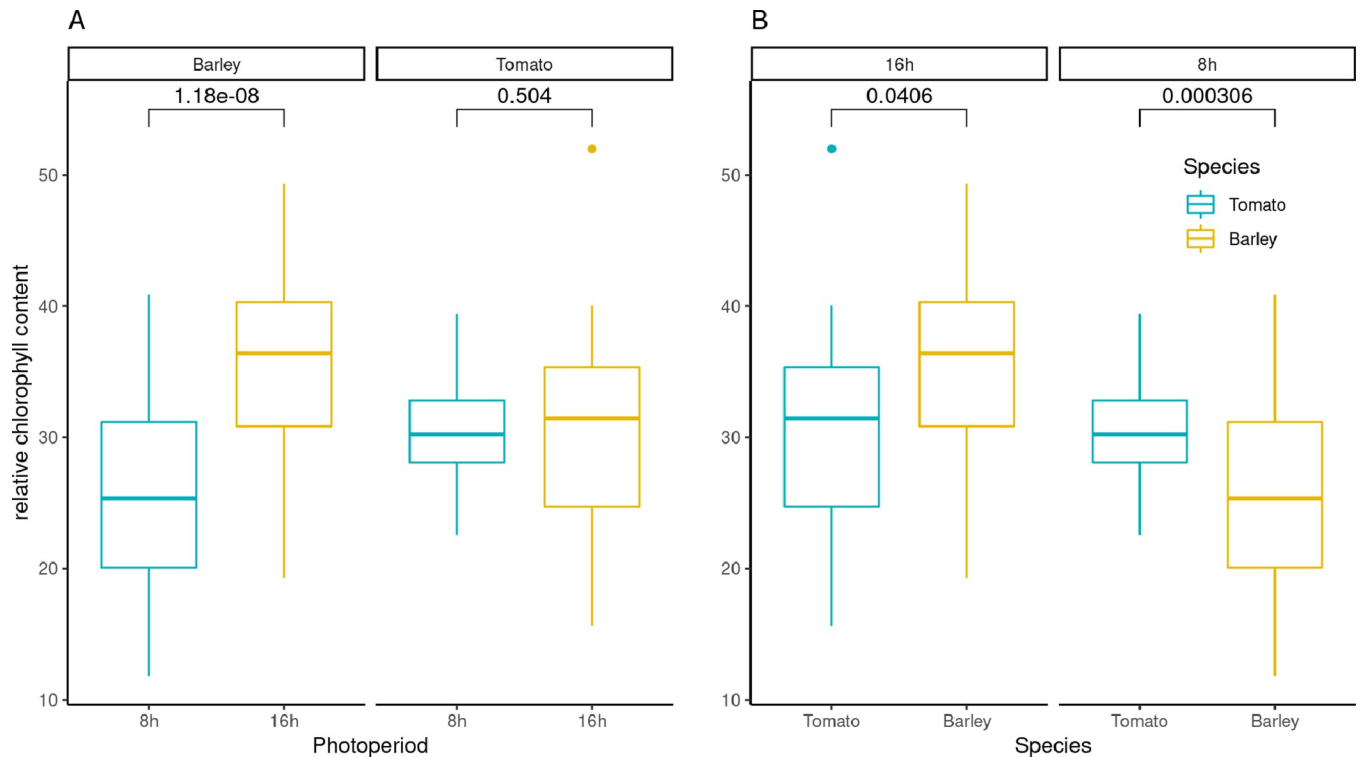 A
B
Barley
Tomato
16h
8h
1.18e-08
0.504
0.0406
0.000306
50
40
30
20
10
50
40
30
20
10
relative chlorophyll content
Species
Tomato
Barley
8h
16h
8h
16h
Tomato
Barley
Tomato
Barley
Photoperiod
Species